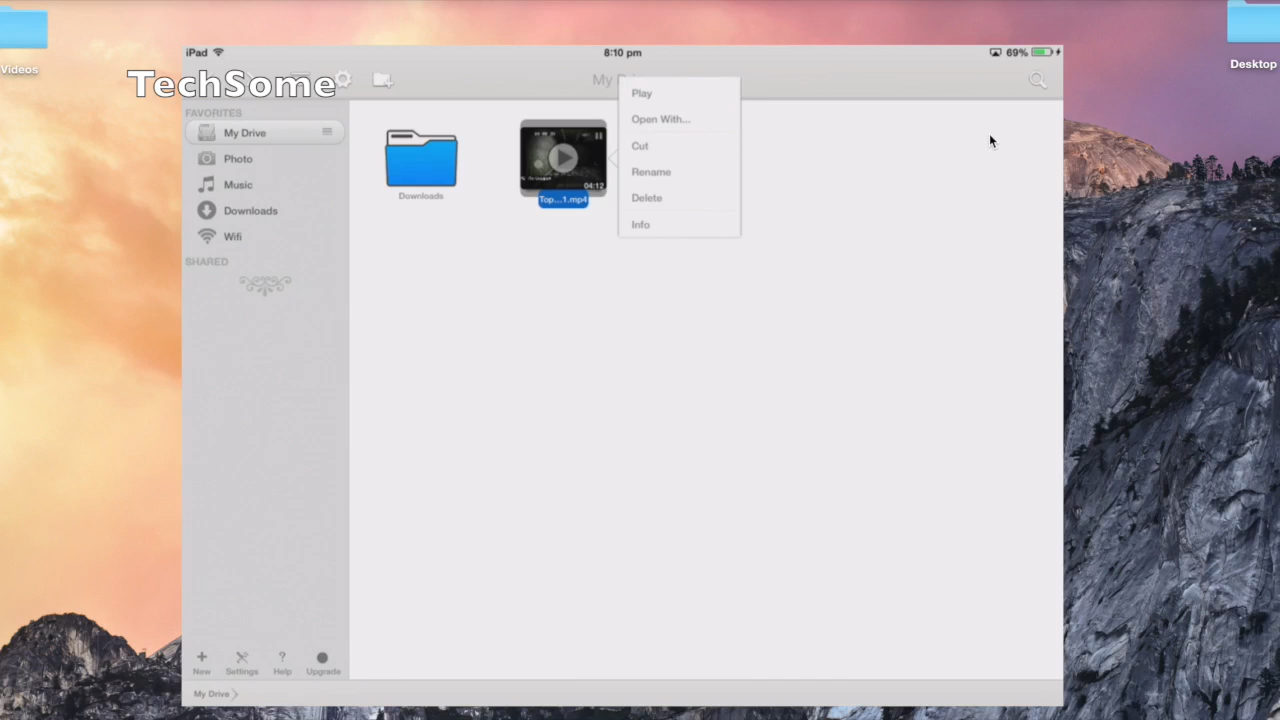 Videos
Desktop
iPad
8:10 pm
69%
TechSome
My
FAVORITES
My Drive
Photo
Music
Downloads
Wifi
SHARED
Downloads
04:12
Top...1.mp4
Play
Open With...
Cut
Rename
Delete
Info
New
Settings
Help
Upgrade
My Drive